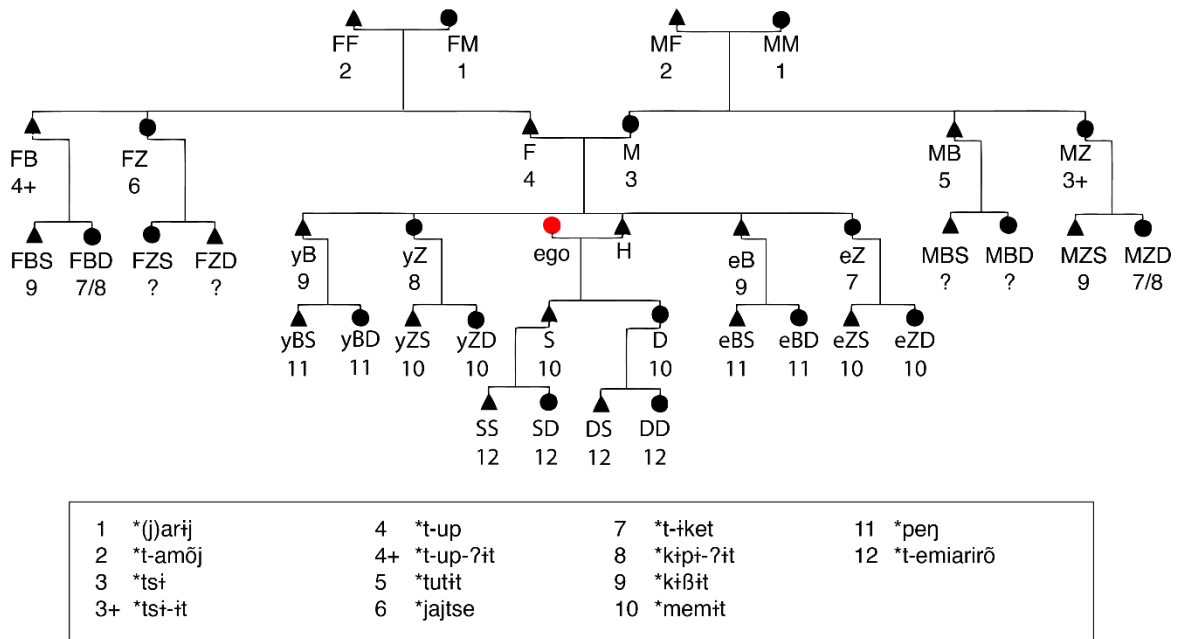 FF FM MF MM
2 1 2 1
FB FZ F M MB MZ
4+ 6 4 3 5 3+
FBS FBD FZS FZD yB yZ ego H eB eZ MBS MBD MZS MZD
9 7/8 ? ? 9 8 9 7 ? ? 9 7/8
yBS yBD yZS yZD S D eBS eBD eZS eZD
11 11 10 10 10 10 11 11 10 10
SS SD DS DD
12 12 12 12
1 *(j)arɨj 4 *t-up 7 *t-ɨket 11 *peŋ
2 *t-amõj 4+ *t-up-ʔɨt 8 *kɨpɨ-ʔɨt 12 *t-emiarirõ
3 *tsɨ 5 *tutɨt 9 *kɨßɨt
3+ *tsɨ-ɨt 6 *jajtse 10 *memɨt